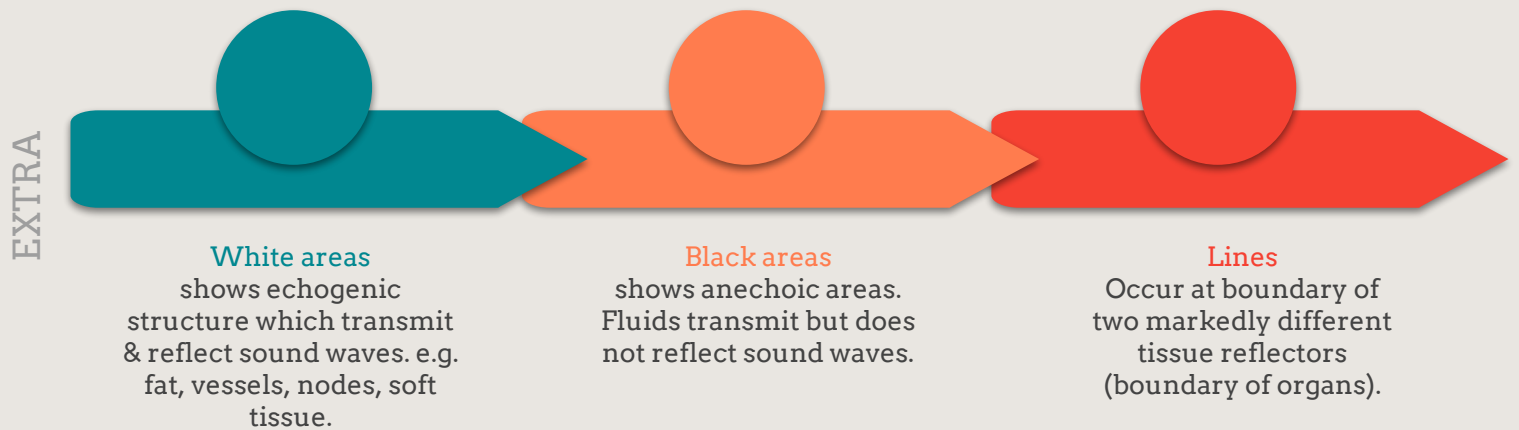 EXTRA
White areas
shows echogenic
structure which transmit
& reflect sound waves. e.g.
fat, vessels, nodes, soft
tissue.
Black areas
shows anechoic areas.
Fluids transmit but does
not reflect sound waves.
Lines
Occur at boundary of
two markedly different
tissue reflectors
(boundary of organs).